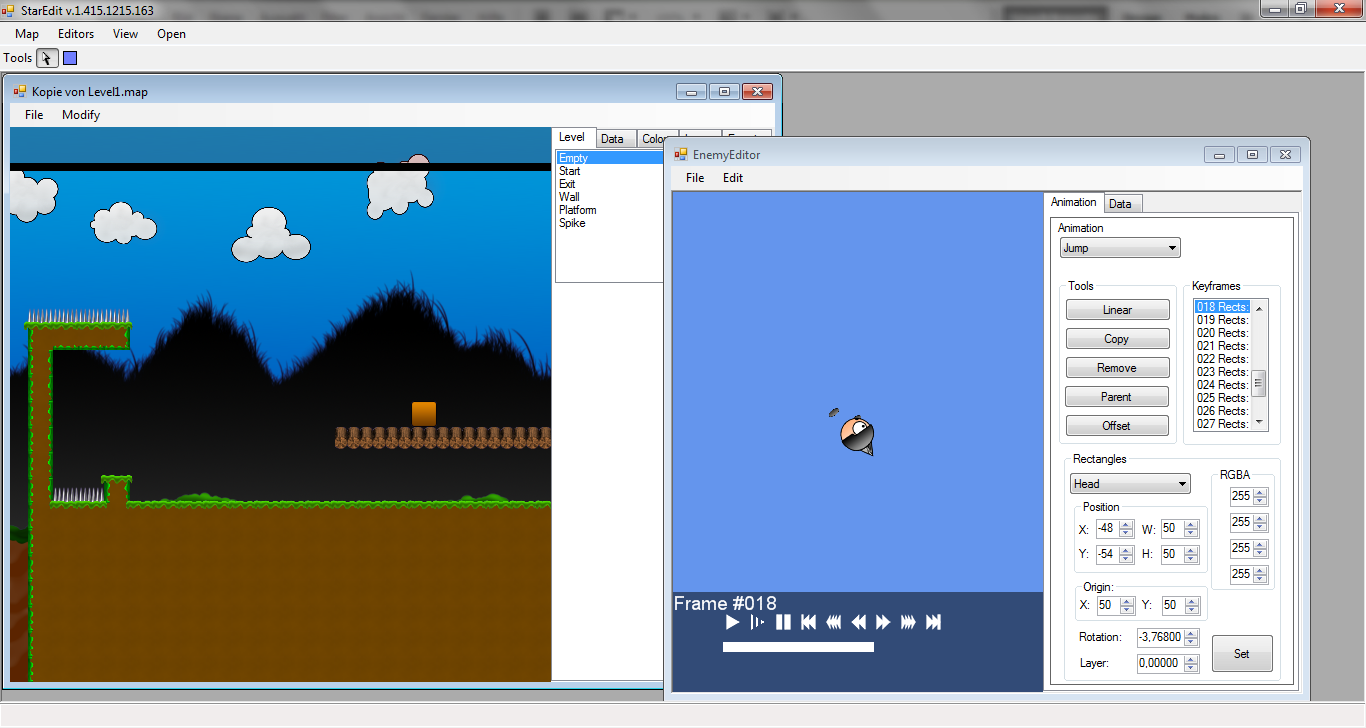 StarEdit v.1.415.1215.163
Map Editors View Open
Tools
Kopie von Level1.map
File Modify
Level Data
Empty
Start
Exit
Wall
Platform
Spike
EnemyEditor
File Edit
Frame #018
Animation Data
Animation
Jump
Tools
Linear
Copy
Remove
Parent
Offset
Keyframes
018 Rects:
019 Rects:
020 Rects:
021 Rects:
022 Rects:
023 Rects:
024 Rects:
025 Rects:
026 Rects:
027 Rects:
Rectangles
Head
Position
X: -48 W: 50
Y: -54 H: 50
Origin:
X: 50 Y: 50
Rotation: -3,76800
Layer: 0,00000
RGBA
255
255
255
255
Set